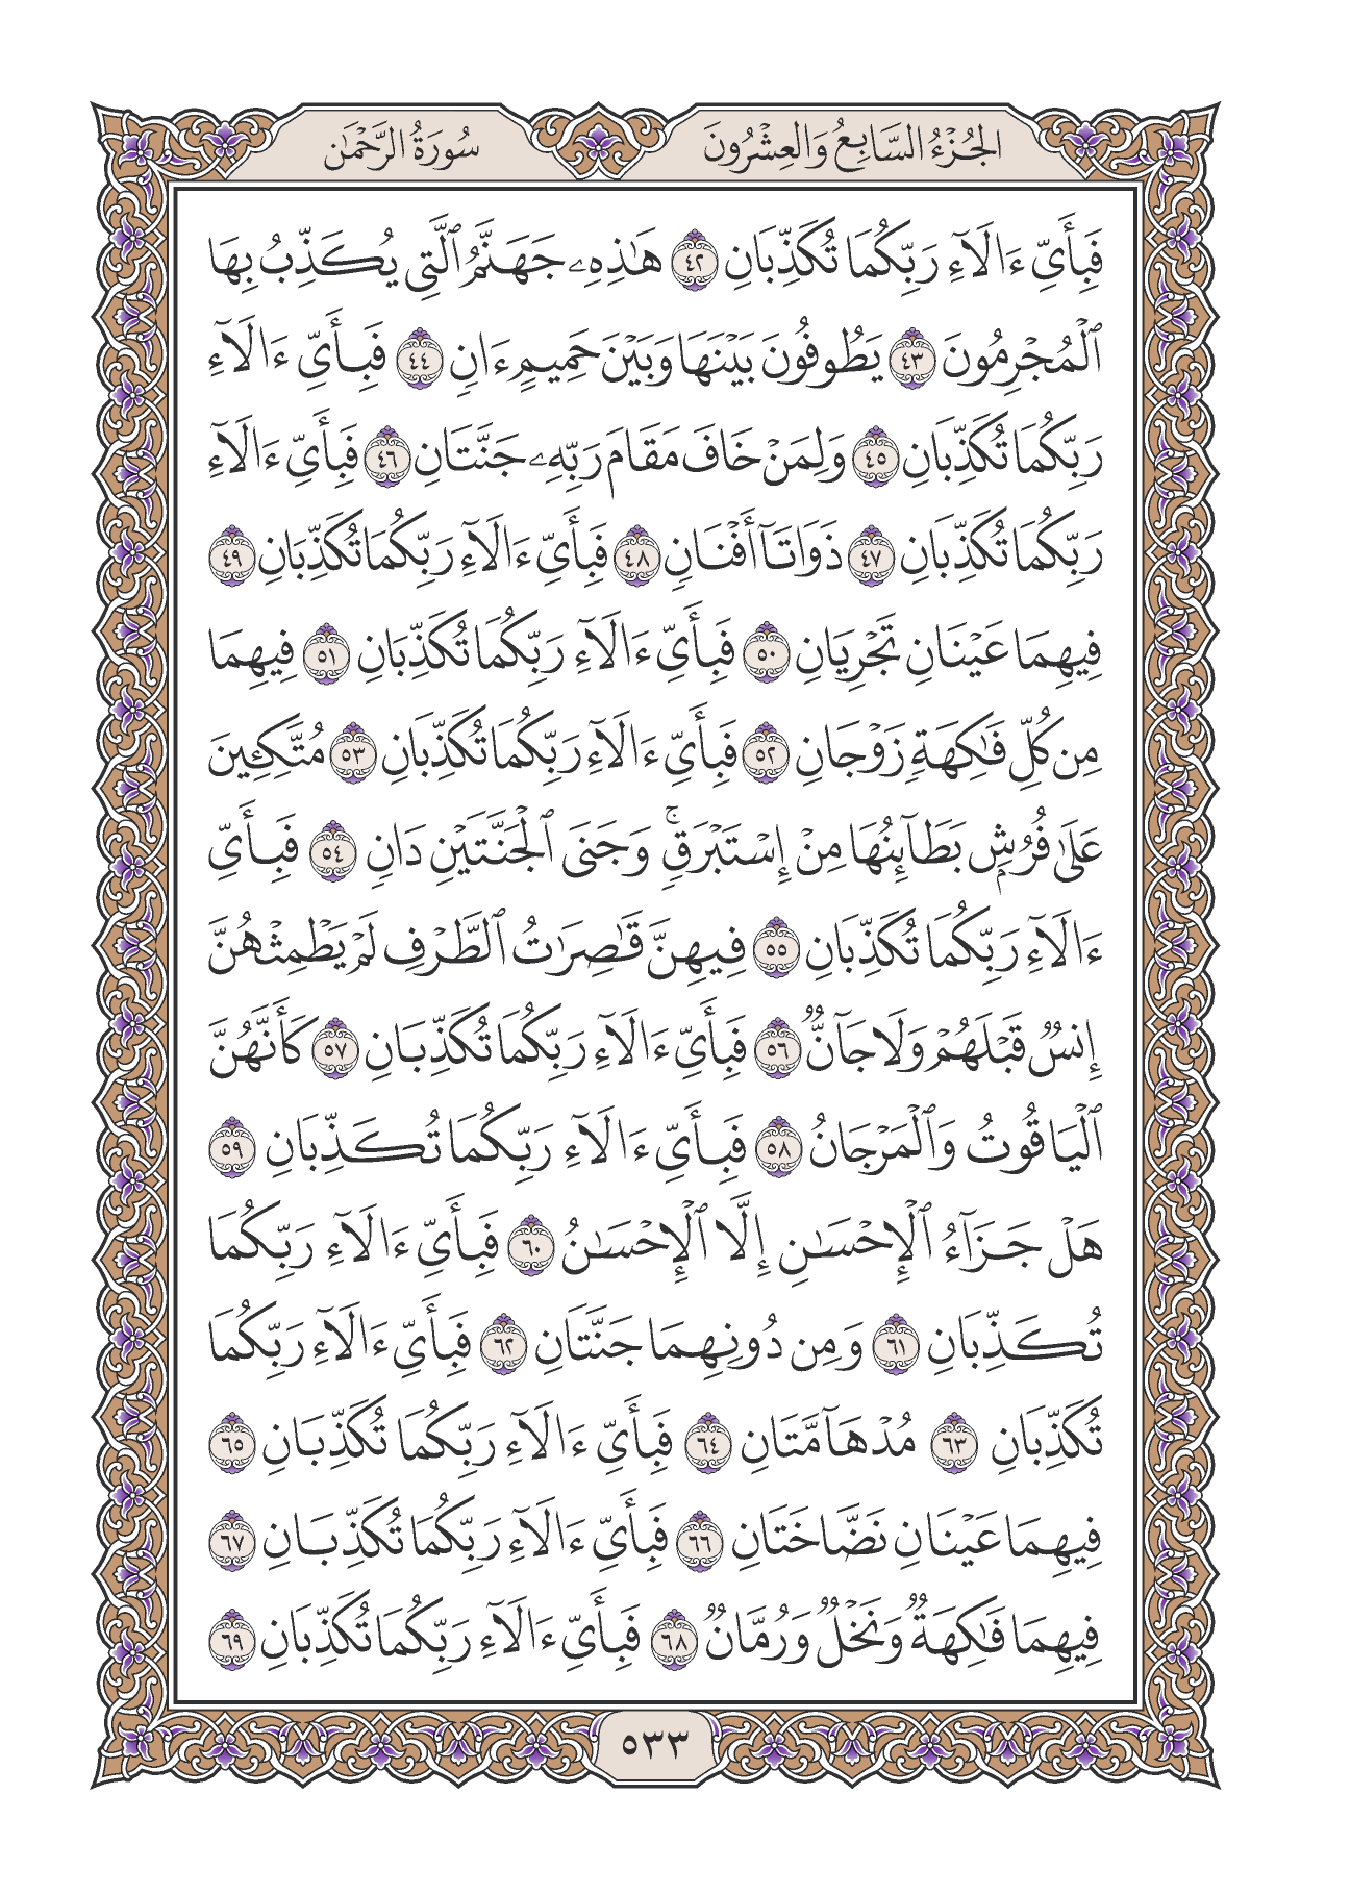 الجُزْءُ السَّابِعُ وَالعِشْرُونَ
سُورَةُ الرَّحْمَٰن
فَبِأَيِّ ءَالَآءِ رَبِّكُمَا تُكَذِّبَانِ ٤٢ هَٰذِهِۦ جَهَنَّمُ ٱلَّتِي يُكَذِّبُ بِهَا
ٱلْمُجْرِمُونَ ٤٣ يَطُوفُونَ بَيْنَهَا وَبَيْنَ حَمِيمٍ ءَانٖ ٤٤ فَبِأَيِّ ءَالَآءِ
رَبِّكُمَا تُكَذِّبَانِ ٤٥ وَلِمَنْ خَافَ مَقَامَ رَبِّهِۦ جَنَّتَانِ ٤٦ فَبِأَيِّ ءَالَآءِ
رَبِّكُمَا تُكَذِّبَانِ ٤٧ ذَوَاتَآ أَفْنَانٖ ٤٨ فَبِأَيِّ ءَالَآءِ رَبِّكُمَا تُكَذِّبَانِ ٤٩
فِيهِمَا عَيْنَانِ تَجْرِيَانِ ٥٠ فَبِأَيِّ ءَالَآءِ رَبِّكُمَا تُكَذِّبَانِ ٥١ فِيهِمَا
مِن كُلِّ فَٰكِهَةٖ زَوْجَانِ ٥٢ فَبِأَيِّ ءَالَآءِ رَبِّكُمَا تُكَذِّبَانِ ٥٣ مُتَّكِـِٔينَ
عَلَىٰ فُرُشِۭ بَطَآئِنُهَا مِنْ إِسْتَبْرَقٖۚ وَجَنَى ٱلْجَنَّتَيْنِ دَانٖ ٥٤ فَبِأَيِّ
ءَالَآءِ رَبِّكُمَا تُكَذِّبَانِ ٥٥ فِيهِنَّ قَٰصِرَٰتُ ٱلطَّرْفِ لَمْ يَطْمِثْهُنَّ
إِنسٞ قَبْلَهُمْ وَلَا جَآنّٞ ٥٦ فَبِأَيِّ ءَالَآءِ رَبِّكُمَا تُكَذِّبَانِ ٥٧ كَأَنَّهُنَّ
ٱلْيَاقُوتُ وَٱلْمَرْجَانُ ٥٨ فَبِأَيِّ ءَالَآءِ رَبِّكُمَا تُكَذِّبَانِ ٥٩
هَلْ جَزَآءُ ٱلْإِحْسَٰنِ إِلَّا ٱلْإِحْسَٰنُ ٦٠ فَبِأَيِّ ءَالَآءِ رَبِّكُمَا
تُكَذِّبَانِ ٦١ وَمِن دُونِهِمَا جَنَّتَانِ ٦٢ فَبِأَيِّ ءَالَآءِ رَبِّكُمَا
تُكَذِّبَانِ ٦٣ مُدْهَآمَّتَانِ ٦٤ فَبِأَيِّ ءَالَآءِ رَبِّكُمَا تُكَذِّبَانِ ٦٥
فِيهِمَا عَيْنَانِ نَضَّاخَتَانِ ٦٦ فَبِأَيِّ ءَالَآءِ رَبِّكُمَا تُكَذِّبَانِ ٦٧
فِيهِمَا فَٰكِهَةٞ وَنَخْلٞ وَرُمَّانٞ ٦٨ فَبِأَيِّ ءَالَآءِ رَبِّكُمَا تُكَذِّبَانِ ٦٩
٥٣٣